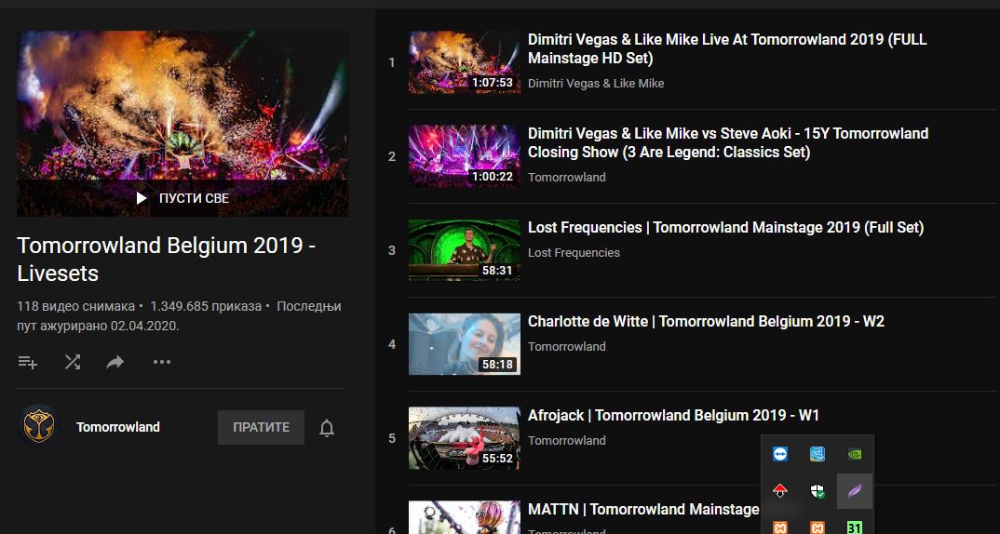 ПУСТИ СВЕ
Tomorrowland Belgium 2019 -
Livesets
118 видео снимака • 1.349.685 приказа • Последњи
пут ажурирано 02.04.2020.
Tomorrowland
ПРАТИТЕ
1
1:07:53
Dimitri Vegas & Like Mike Live At Tomorrowland 2019 (FULL
Mainstage HD Set)
Dimitri Vegas & Like Mike
2
1:00:22
Dimitri Vegas & Like Mike vs Steve Aoki - 15Y Tomorrowland
Closing Show (3 Are Legend: Classics Set)
Tomorrowland
3
58:31
Lost Frequencies | Tomorrowland Mainstage 2019 (Full Set)
Lost Frequencies
4
58:18
Charlotte de Witte | Tomorrowland Belgium 2019 - W2
Tomorrowland
5
55:52
Afrojack | Tomorrowland Belgium 2019 - W1
Tomorrowland
6
MATTN | Tomorrowland Mainstage
Tomorrowland
31